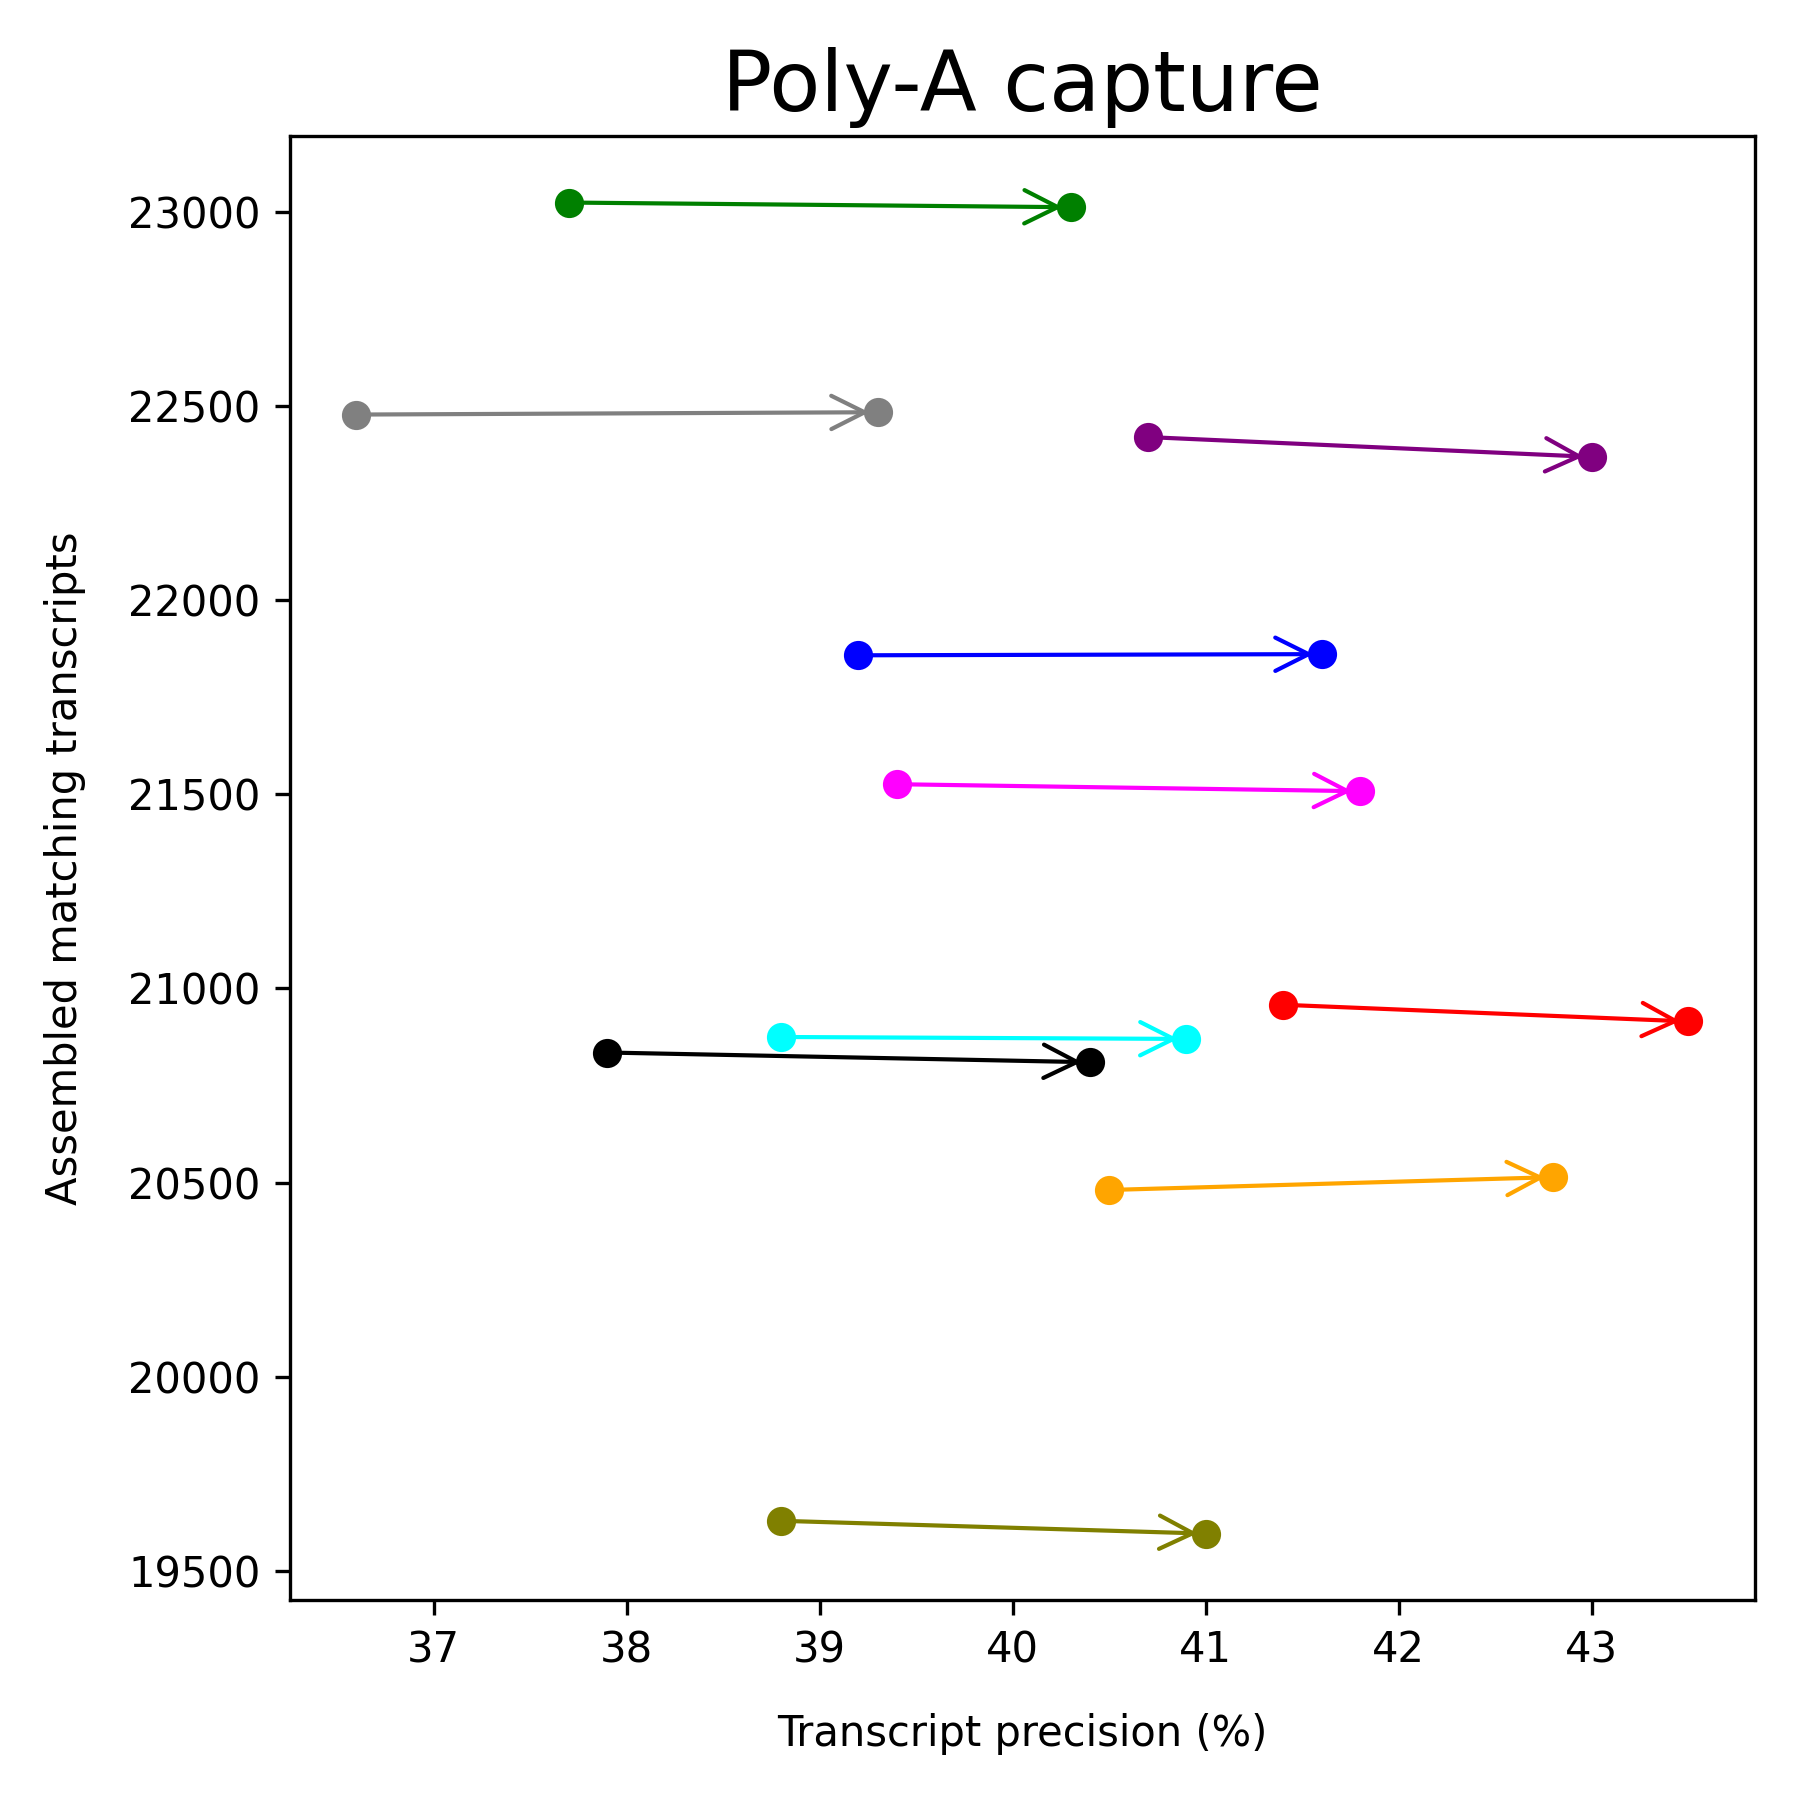 Poly-A capture
23000
22500
22000
21500
21000
20500
20000
19500
Assembled matching transcripts
37 38 39 40 41 42 43
Transcript precision (%)